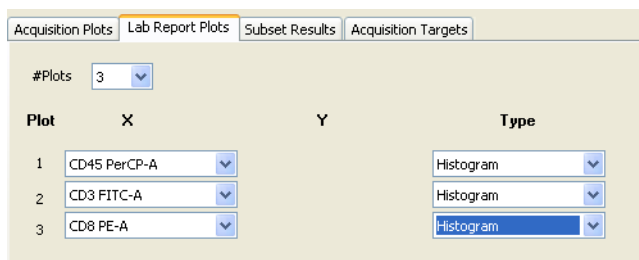 Acquisition Plots Lab Report Plots Subset Results Acquisition Targets
#Plots 3
Plot X Y Type
1 CD45 PerCP-A Histogram
2 CD3 FITC-A Histogram
3 CD8 PE-A Histogram